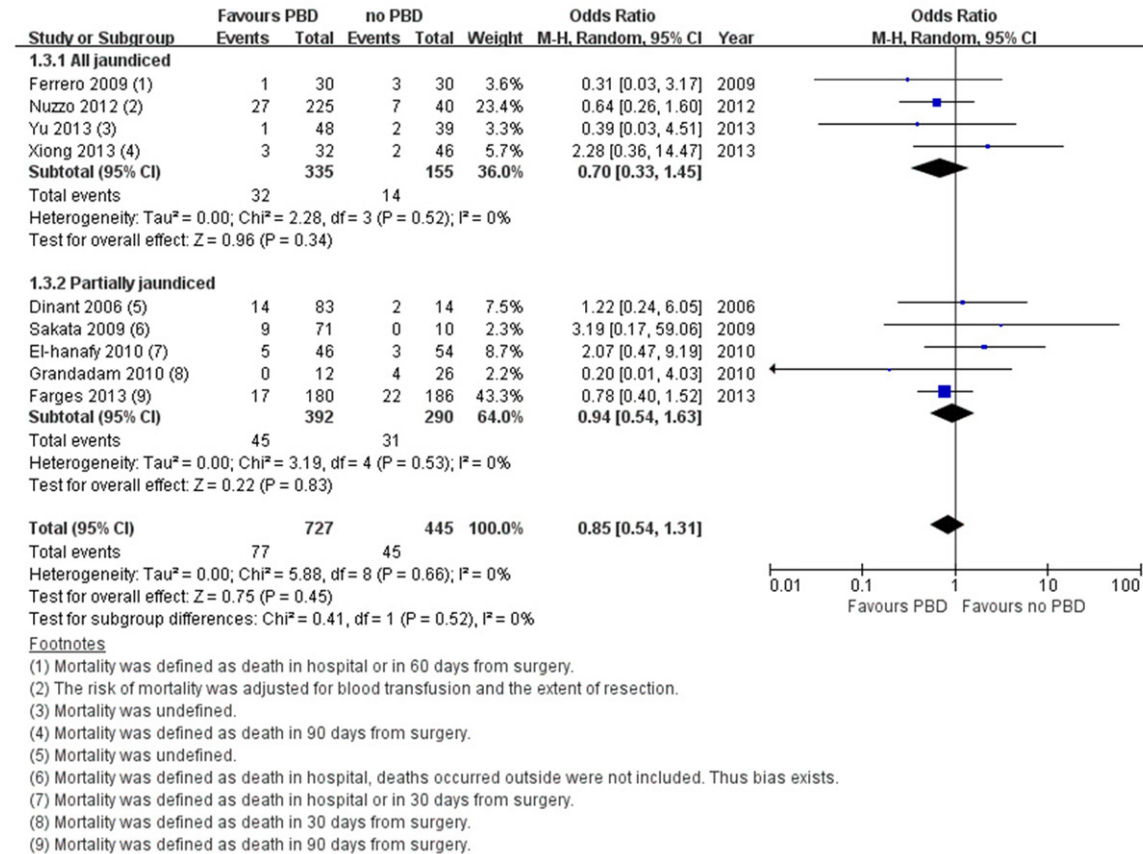 Favours PBD no PBD Odds Ratio Odds Ratio
Study or Subgroup Events Total Events Total Weight M-H, Random, 95% CI Year M-H, Random, 95% CI
1.3.1 All jaundiced
Ferrero 2009 (1) 1 30 3 30 3.6% 0.31 [0.03, 3.17] 2009
Nuzzo 2012 (2) 27 225 7 40 23.4% 0.64 [0.26, 1.60] 2012
Yu 2013 (3) 1 48 2 39 3.3% 0.39 [0.03, 4.51] 2013
Xiong 2013 (4) 3 32 2 46 5.7% 2.28 [0.36, 14.47] 2013
Subtotal (95% CI) 335 155 36.0% 0.70 [0.33, 1.45]
Total events 32 14
Heterogeneity: Tau² = 0.00; Chi² = 2.28, df = 3 (P = 0.52); I² = 0%
Test for overall effect: Z = 0.96 (P = 0.34)
1.3.2 Partially jaundiced
Dinant 2006 (5) 14 83 2 14 7.5% 1.22 [0.24, 6.05] 2006
Sakata 2009 (6) 9 71 0 10 2.3% 3.19 [0.17, 59.06] 2009
El-hanafy 2010 (7) 5 46 3 54 8.7% 2.07 [0.47, 9.19] 2010
Grandadam 2010 (8) 0 12 4 26 2.2% 0.20 [0.01, 4.03] 2010
Farges 2013 (9) 17 180 22 186 43.3% 0.78 [0.40, 1.52] 2013
Subtotal (95% CI) 392 290 64.0% 0.94 [0.54, 1.63]
Total events 45 31
Heterogeneity: Tau² = 0.00; Chi² = 3.19, df = 4 (P = 0.53); I² = 0%
Test for overall effect: Z = 0.22 (P = 0.83)
Total (95% CI) 727 445 100.0% 0.85 [0.54, 1.31]
Total events 77 45
Heterogeneity: Tau² = 0.00; Chi² = 5.88, df = 8 (P = 0.66); I² = 0%
Test for overall effect: Z = 0.75 (P = 0.45)
Test for subgroup differences: Chi² = 0.41, df = 1 (P = 0.52), I² = 0%
0.01 0.1 1 10 100
Favours PBD Favours no PBD
Footnotes
(1) Mortality was defined as death in hospital or in 60 days from surgery.
(2) The risk of mortality was adjusted for blood transfusion and the extent of resection.
(3) Mortality was undefined.
(4) Mortality was defined as death in 90 days from surgery.
(5) Mortality was undefined.
(6) Mortality was defined as death in hospital, deaths occurred outside were not included. Thus bias exists.
(7) Mortality was defined as death in hospital or in 30 days from surgery.
(8) Mortality was defined as death in 30 days from surgery.
(9) Mortality was defined as death in 90 days from surgery.